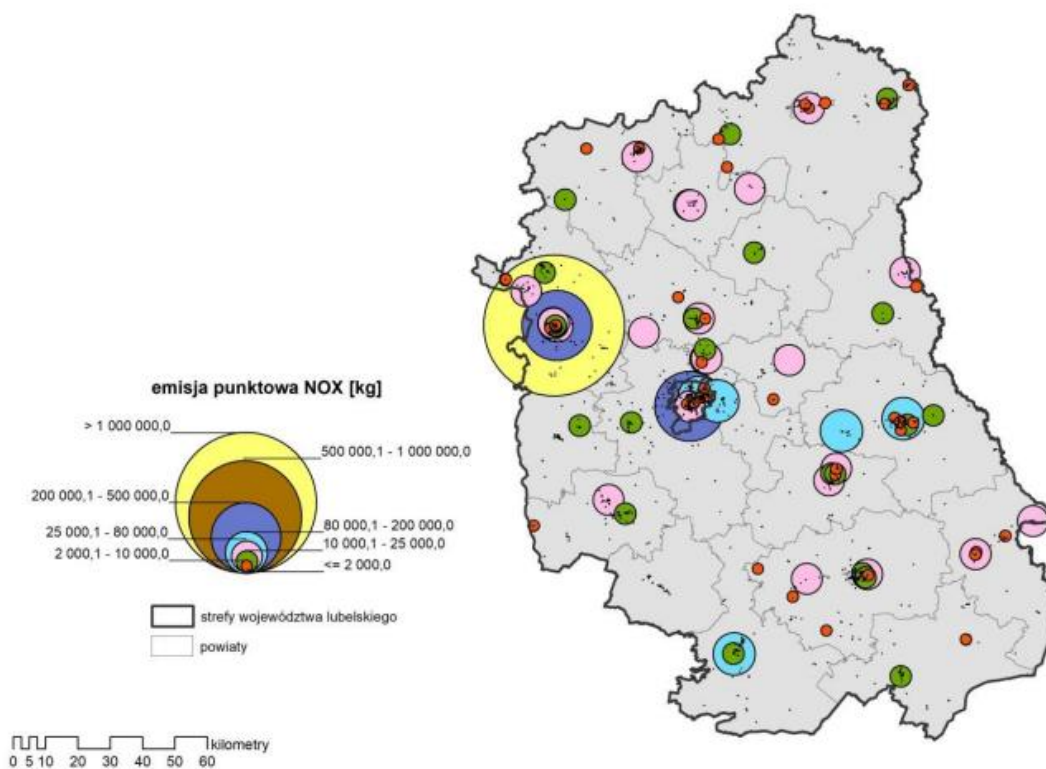 emisja punktowa NOX [kg]
> 1 000 000,0
500 000,1 - 1 000 000,0
200 000,1 - 500 000,0
80 000,1 - 200 000,0
25 000,1 - 80 000,0
10 000,1 - 25 000,0
2 000,1 - 10 000,0
<= 2 000,0
strefy województwa lubelskiego
powiaty
kilometry
0 5 10 20 30 40 50 60